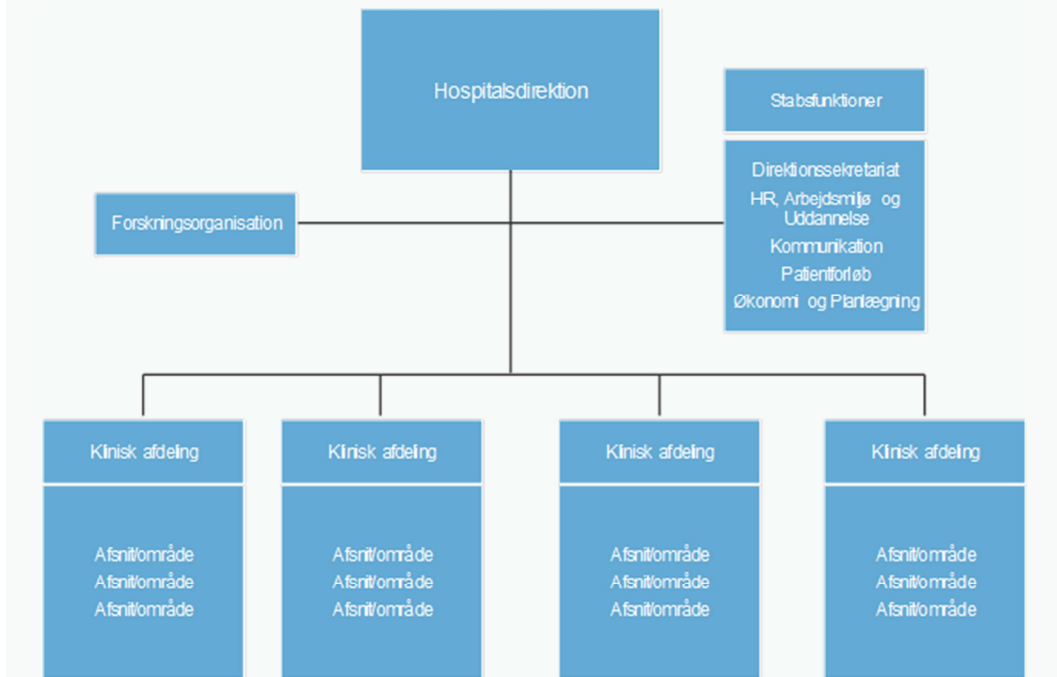 Hospitalsdirektion
Stabsfunktioner
Direktionssekretariat
HR, Arbejdsmiljø og
Uddannelse
Kommunikation
Patientforløb
Økonomi og Planlægning
Forskningsorganisation
Klinisk afdeling
Afsnit/område
Afsnit/område
Afsnit/område
Klinisk afdeling
Afsnit/område
Afsnit/område
Afsnit/område
Klinisk afdeling
Afsnit/område
Afsnit/område
Afsnit/område
Klinisk afdeling
Afsnit/område
Afsnit/område
Afsnit/område